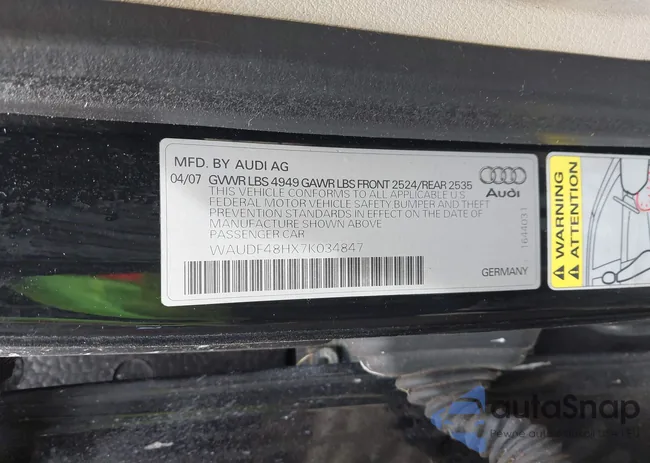 MFD. BY AUDI AG
04/07 GVWR LBS 4949 GAWR LBS FRONT 2524/REAR 2535
THIS VEHICLE CONFORMS TO ALL APPLICABLE U.S
FEDERAL MOTOR VEHICLE SAFETY BUMPER AND THEFT
PREVENTION STANDARDS IN EFFECT ON THE DATE OF
MANUFACTURE SHOWN ABOVE
PASSENGER CAR
WAUDF48HX7K034847
Audi
1644031
GERMANY
WARNING
ATTENTION
autoSnap